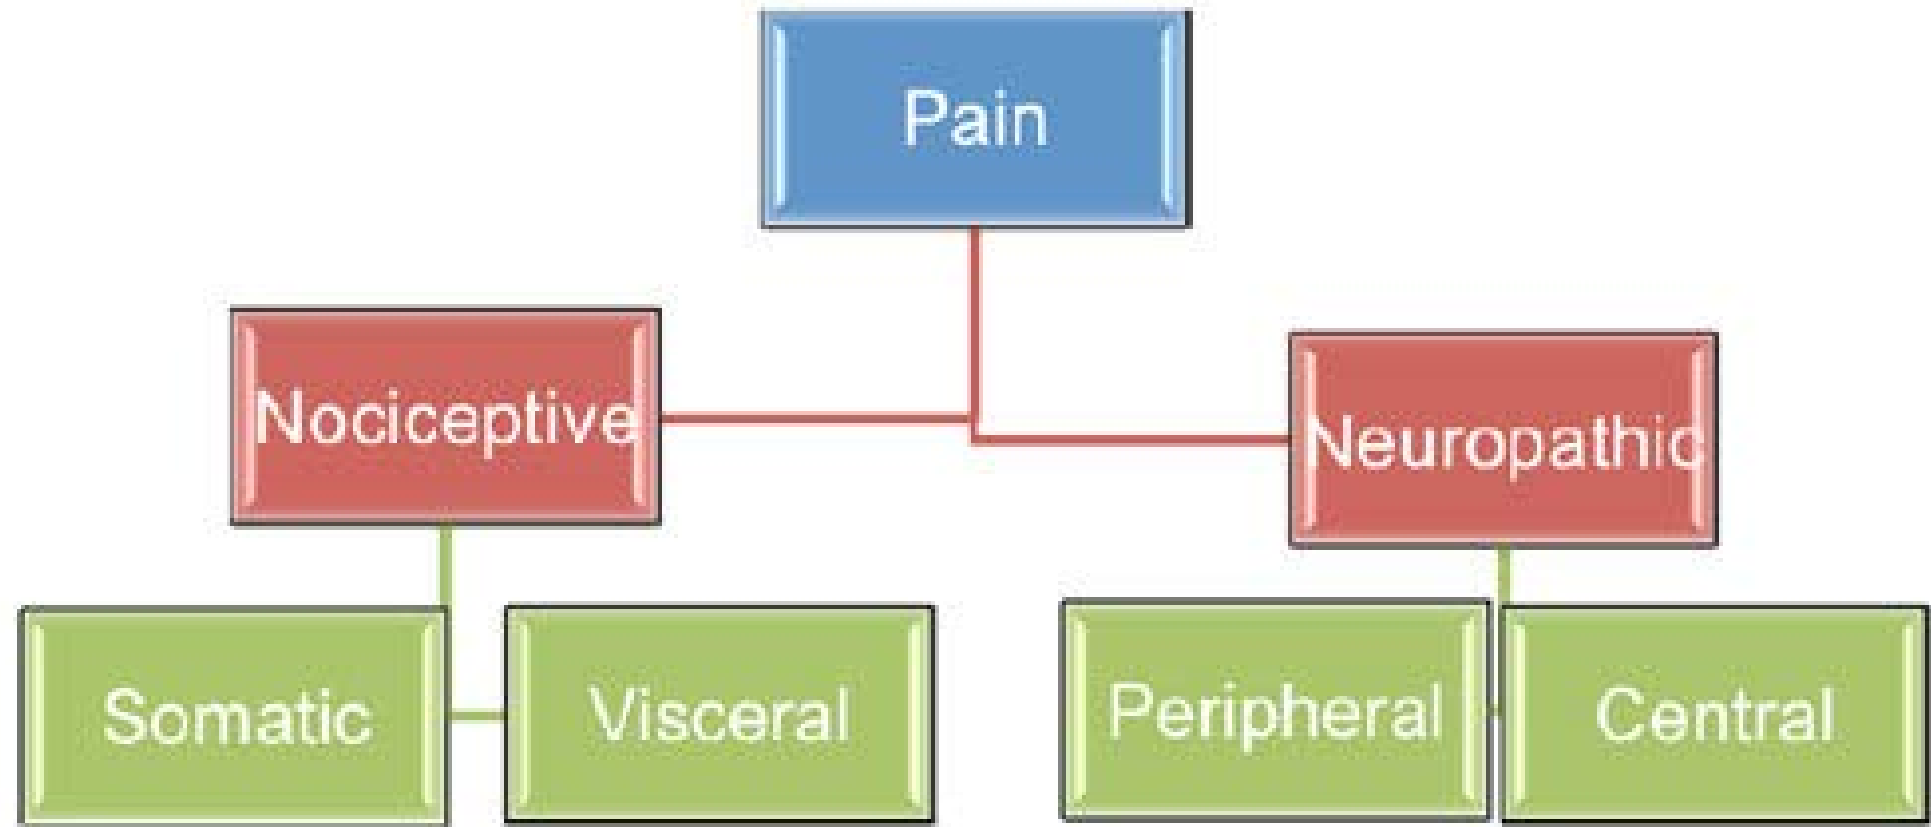 Pain
Nociceptive
Neuropathic
Somatic
Visceral
Peripheral
Central